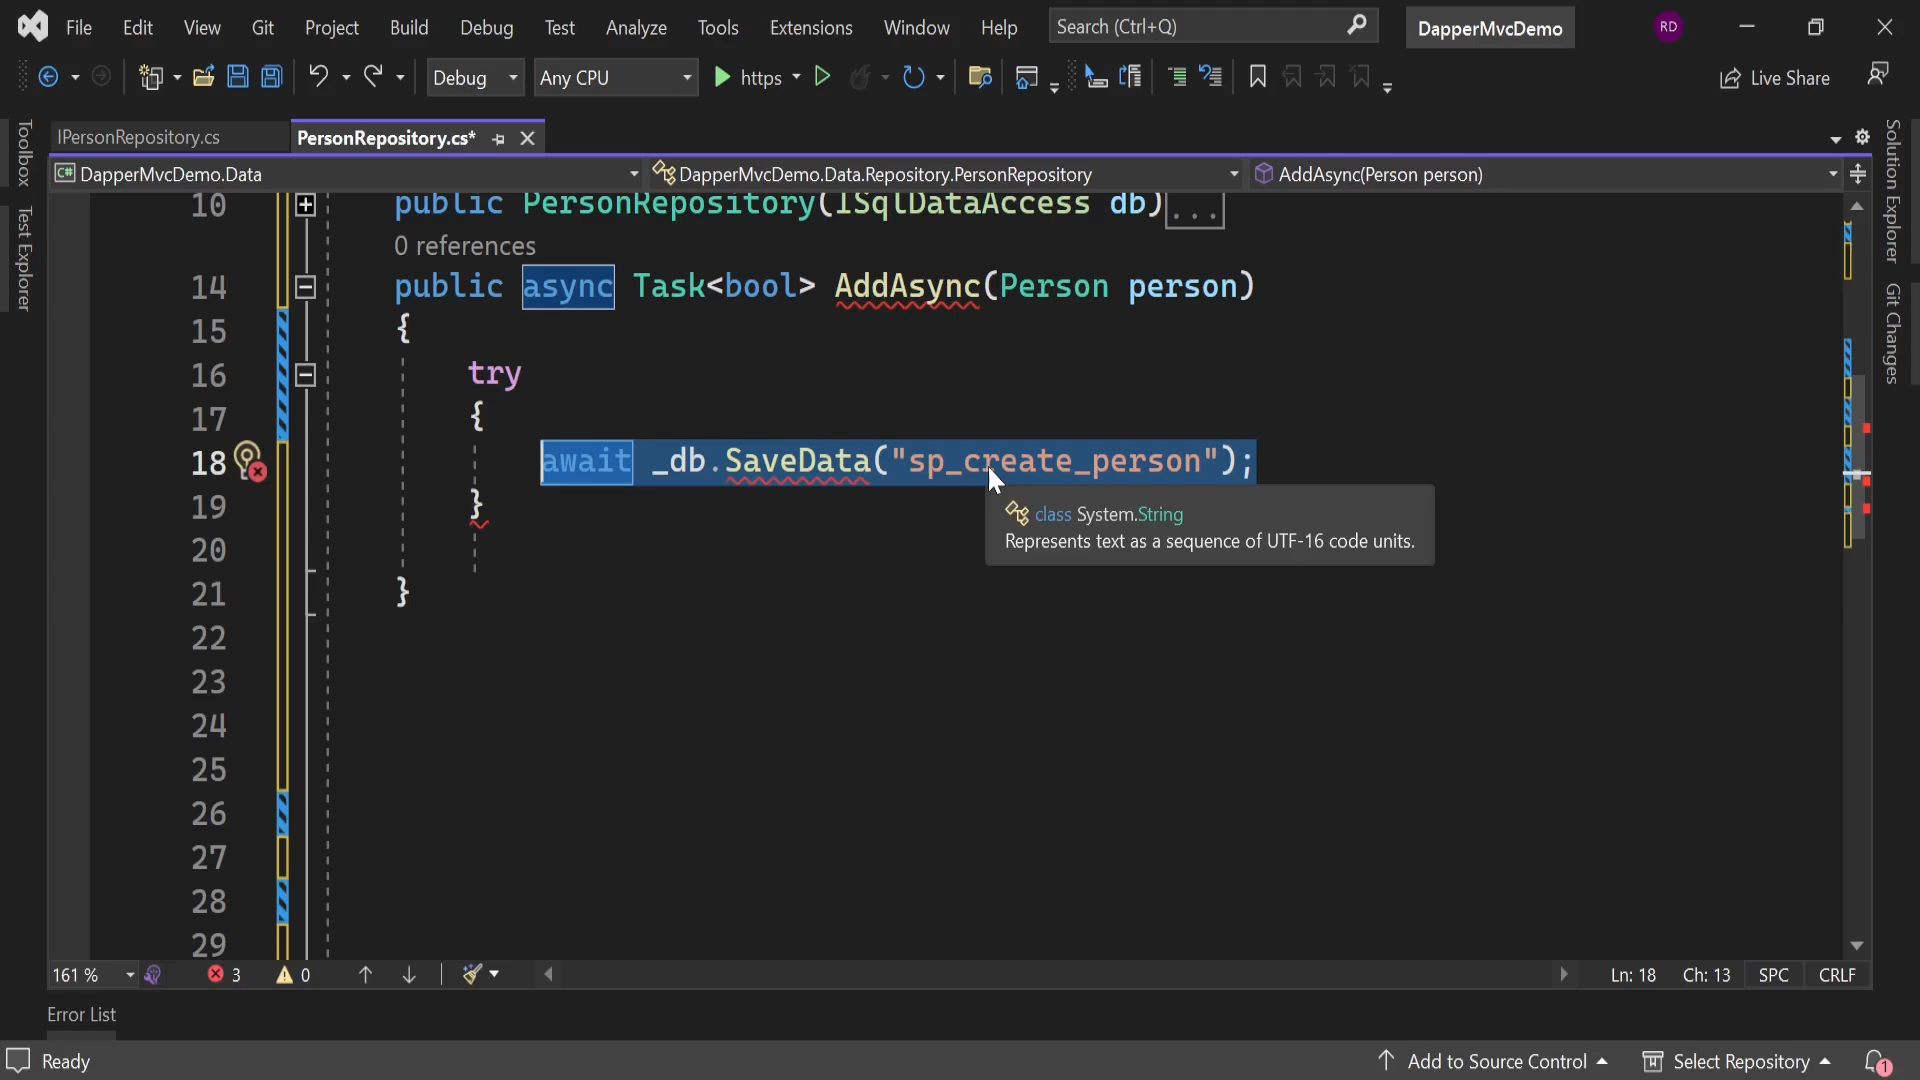 File Edit View Git Project Build Debug Test Analyze Tools Extensions Window Help Search (Ctrl+Q) DapperMvcDemo RD
Debug Any CPU https Live Share
IPersonRepository.cs PersonRepository.cs*
DapperMvcDemo.Data DapperMvcDemo.Data.Repository.PersonRepository AddAsync(Person person)
Toolbox
Test Explorer
Solution Explorer
Git Changes
10 public PersonRepository(ISqlDataAccess db)...
0 references
14 public async Task<bool> AddAsync(Person person)
15 {
16 try
17 {
18 await _db.SaveData("sp_create_person");
19 }
class System.String
Represents text as a sequence of UTF-16 code units.
20
21 }
22
23
24
25
26
27
28
29
161 % 3 0 Ln: 18 Ch: 13 SPC CRLF
Error List
Ready Add to Source Control Select Repository 1